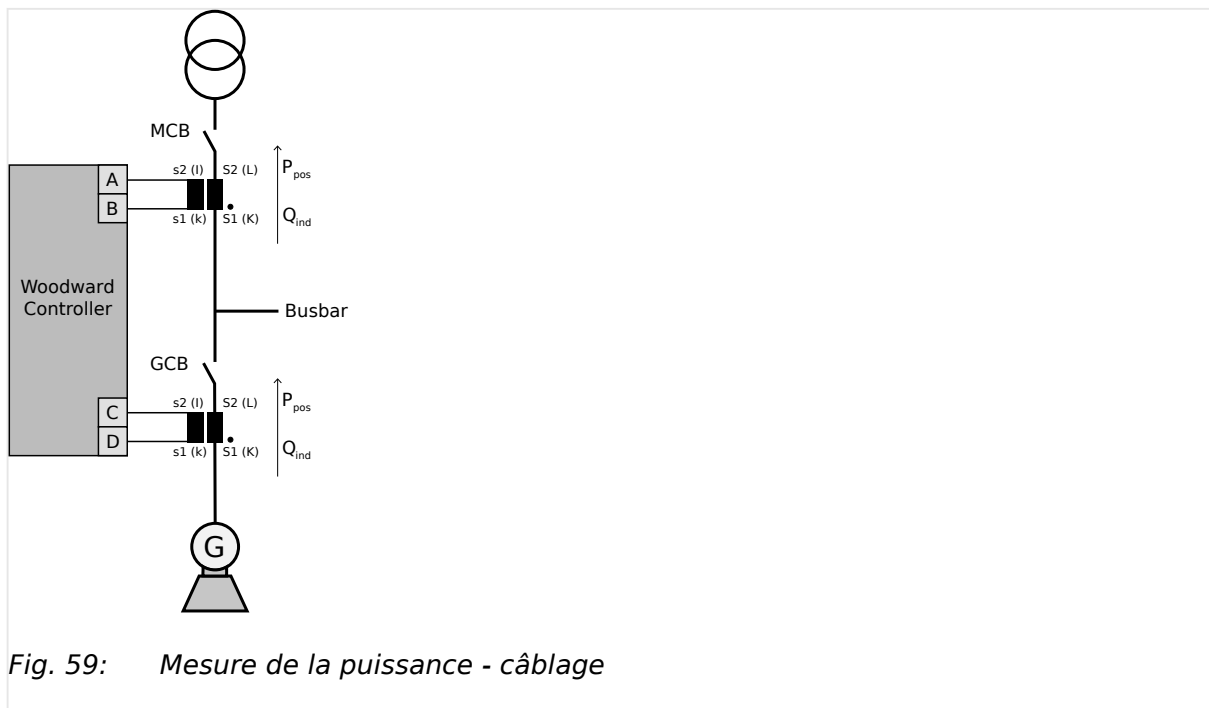 MCB
s2 (l) S2 (L)
P pos
A
B
s1 (k) S1 (K)
Q ind
Woodward
Controller
Busbar
GCB
s2 (l) S2 (L)
P pos
C
D
s1 (k) S1 (K)
Q ind
G
Fig. 59: Mesure de la puissance - câblage